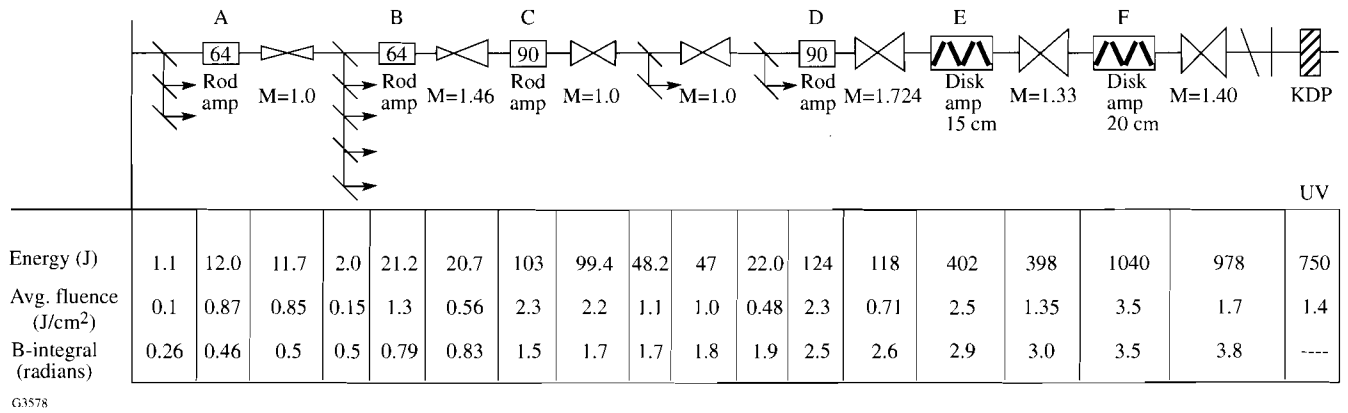 A B C D E F
64 64 90 90
Rod amp
M=1.0
Rod amp
M=1.46
Rod amp
M=1.0
M=1.0
Rod amp
M=1.724
Disk amp 15 cm
M=1.33
Disk amp 20 cm
M=1.40
KDP
UV
Energy (J) 1.1 12.0 11.7 2.0 21.2 20.7 103 99.4 48.2 47 22.0 124 118 402 398 1040 978 750
Avg. fluence (J/cm²) 0.1 0.87 0.85 0.15 1.3 0.56 2.3 2.2 1.1 1.0 0.48 2.3 0.71 2.5 1.35 3.5 1.7 1.4
B-integral (radians) 0.26 0.46 0.5 0.5 0.79 0.83 1.5 1.7 1.7 1.8 1.9 2.5 2.6 2.9 3.0 3.5 3.8 ----
G3578